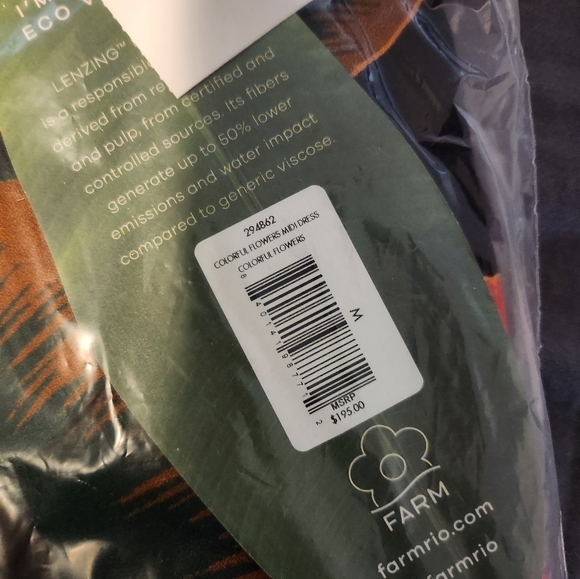 I'M
ECO V
LENZING™
is a responsibl
derived from re
and pulp, from certified and
controlled sources. Its fibers
generate up to 50% lower
emissions and water impact
compared to generic viscose.
294862
COLORFUL FLOWERS MIDI DRESS
COLORFUL FLOWERS
M
MSRP
$195.00
FARM
farmrio.com
farmrio